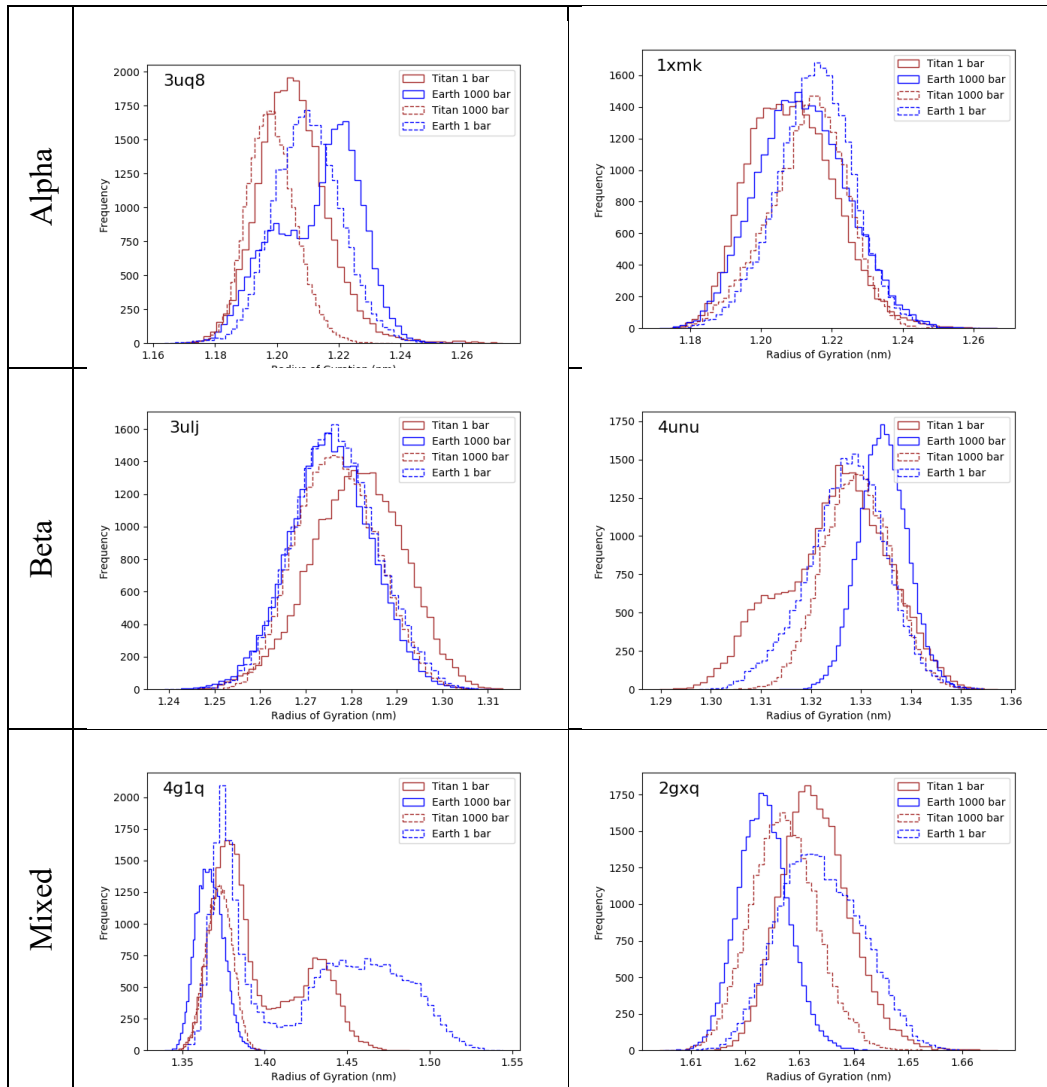 Alpha
3uq8
Titan 1 bar
Earth 1000 bar
Titan 1000 bar
Earth 1 bar
Frequency
2000
1750
1500
1250
1000
750
500
250
0
1.16 1.18 1.20 1.22 1.24 1.26
Radius of Gyration (nm)
1xmk
Titan 1 bar
Earth 1000 bar
Titan 1000 bar
Earth 1 bar
Frequency
1600
1400
1200
1000
800
600
400
200
0
1.18 1.20 1.22 1.24 1.26
Radius of Gyration (nm)
Beta
3ulj
Titan 1 bar
Earth 1000 bar
Titan 1000 bar
Earth 1 bar
Frequency
1600
1400
1200
1000
800
600
400
200
0
1.24 1.25 1.26 1.27 1.28 1.29 1.30 1.31
Radius of Gyration (nm)
4unu
Titan 1 bar
Earth 1000 bar
Titan 1000 bar
Earth 1 bar
Frequency
1750
1500
1250
1000
750
500
250
0
1.29 1.30 1.31 1.32 1.33 1.34 1.35 1.36
Radius of Gyration (nm)
Mixed
4g1q
Titan 1 bar
Earth 1000 bar
Titan 1000 bar
Earth 1 bar
Frequency
2000
1750
1500
1250
1000
750
500
250
0
1.35 1.40 1.45 1.50 1.55
Radius of Gyration (nm)
2gxq
Titan 1 bar
Earth 1000 bar
Titan 1000 bar
Earth 1 bar
Frequency
1750
1500
1250
1000
750
500
250
0
1.61 1.62 1.63 1.64 1.65 1.66
Radius of Gyration (nm)